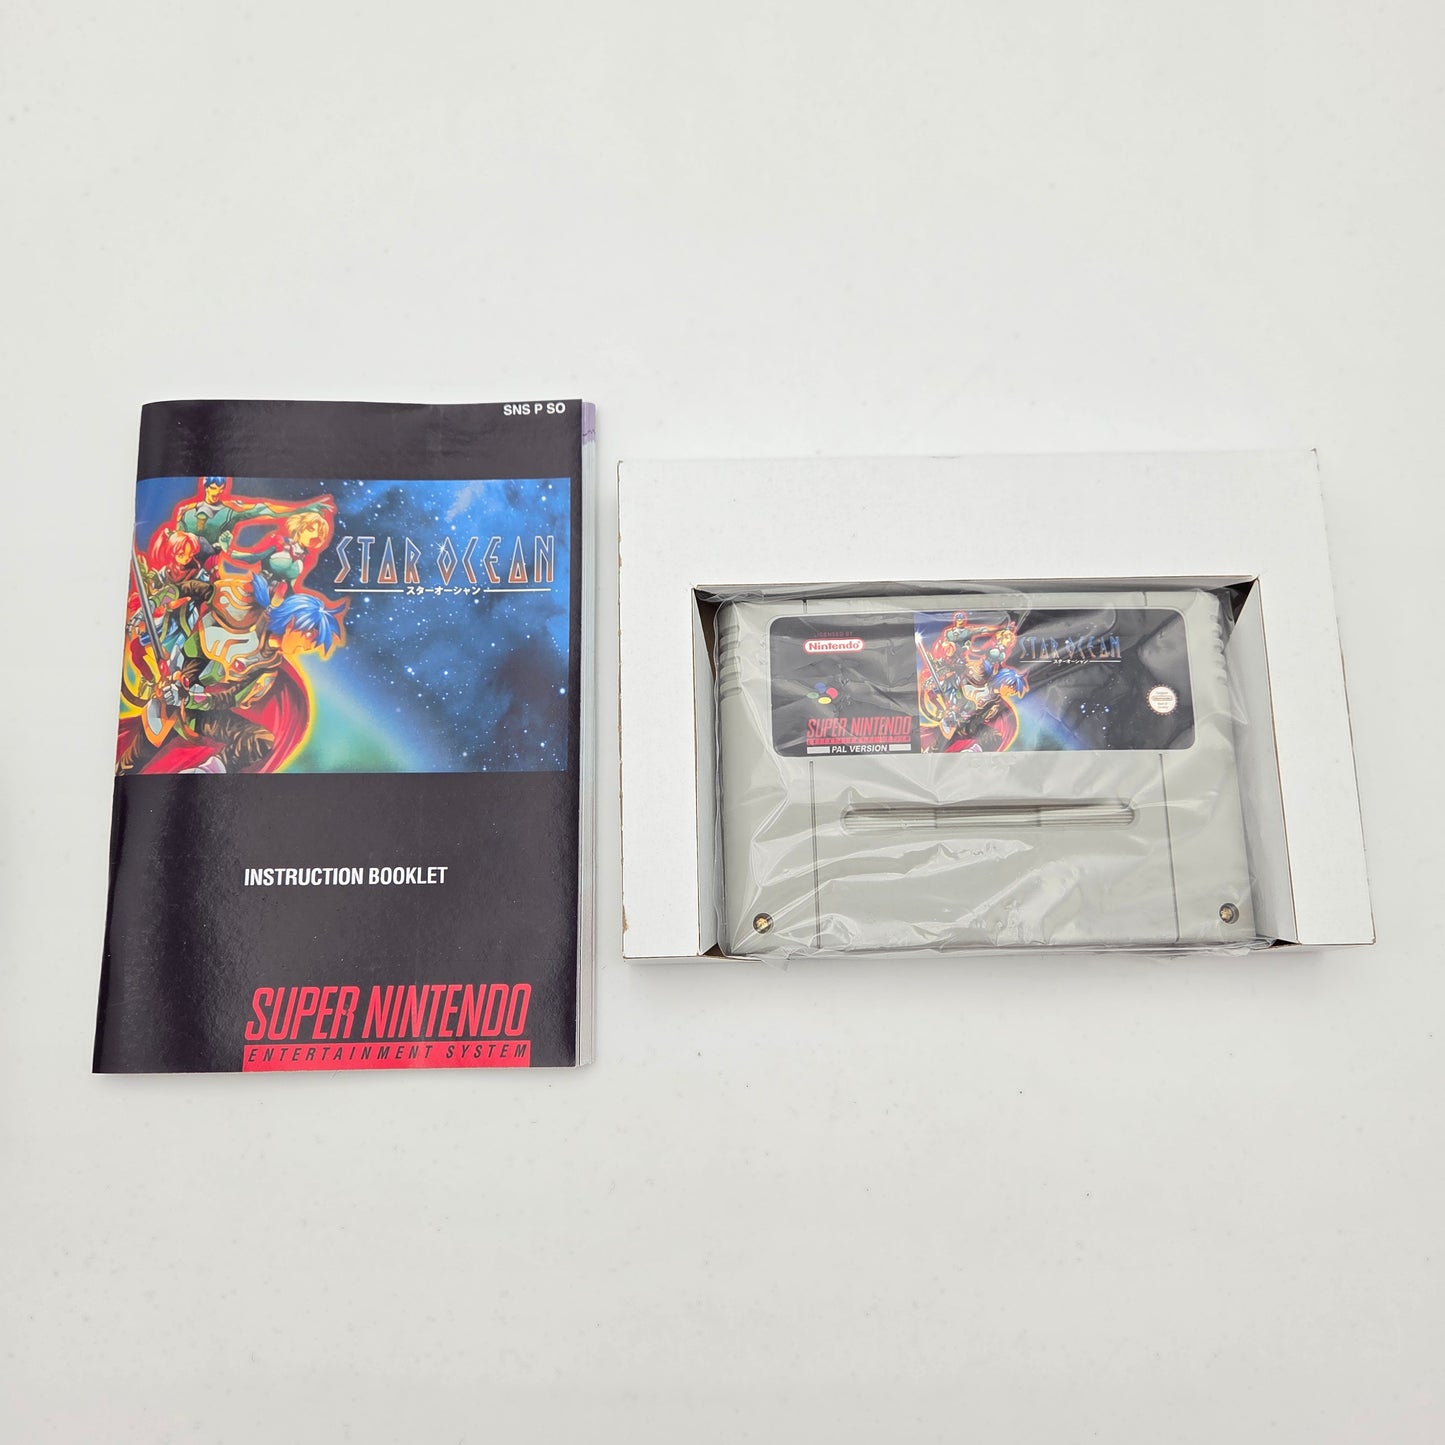 SNS P SO
STAR OCEAN
スターオーシャン
INSTRUCTION BOOKLET
SUPER NINTENDO
ENTERTAINMENT SYSTEM
LICENSED BY
Nintendo
SUPER NINTENDO
PAL VERSION
STAR OCEAN
スターオーシャン